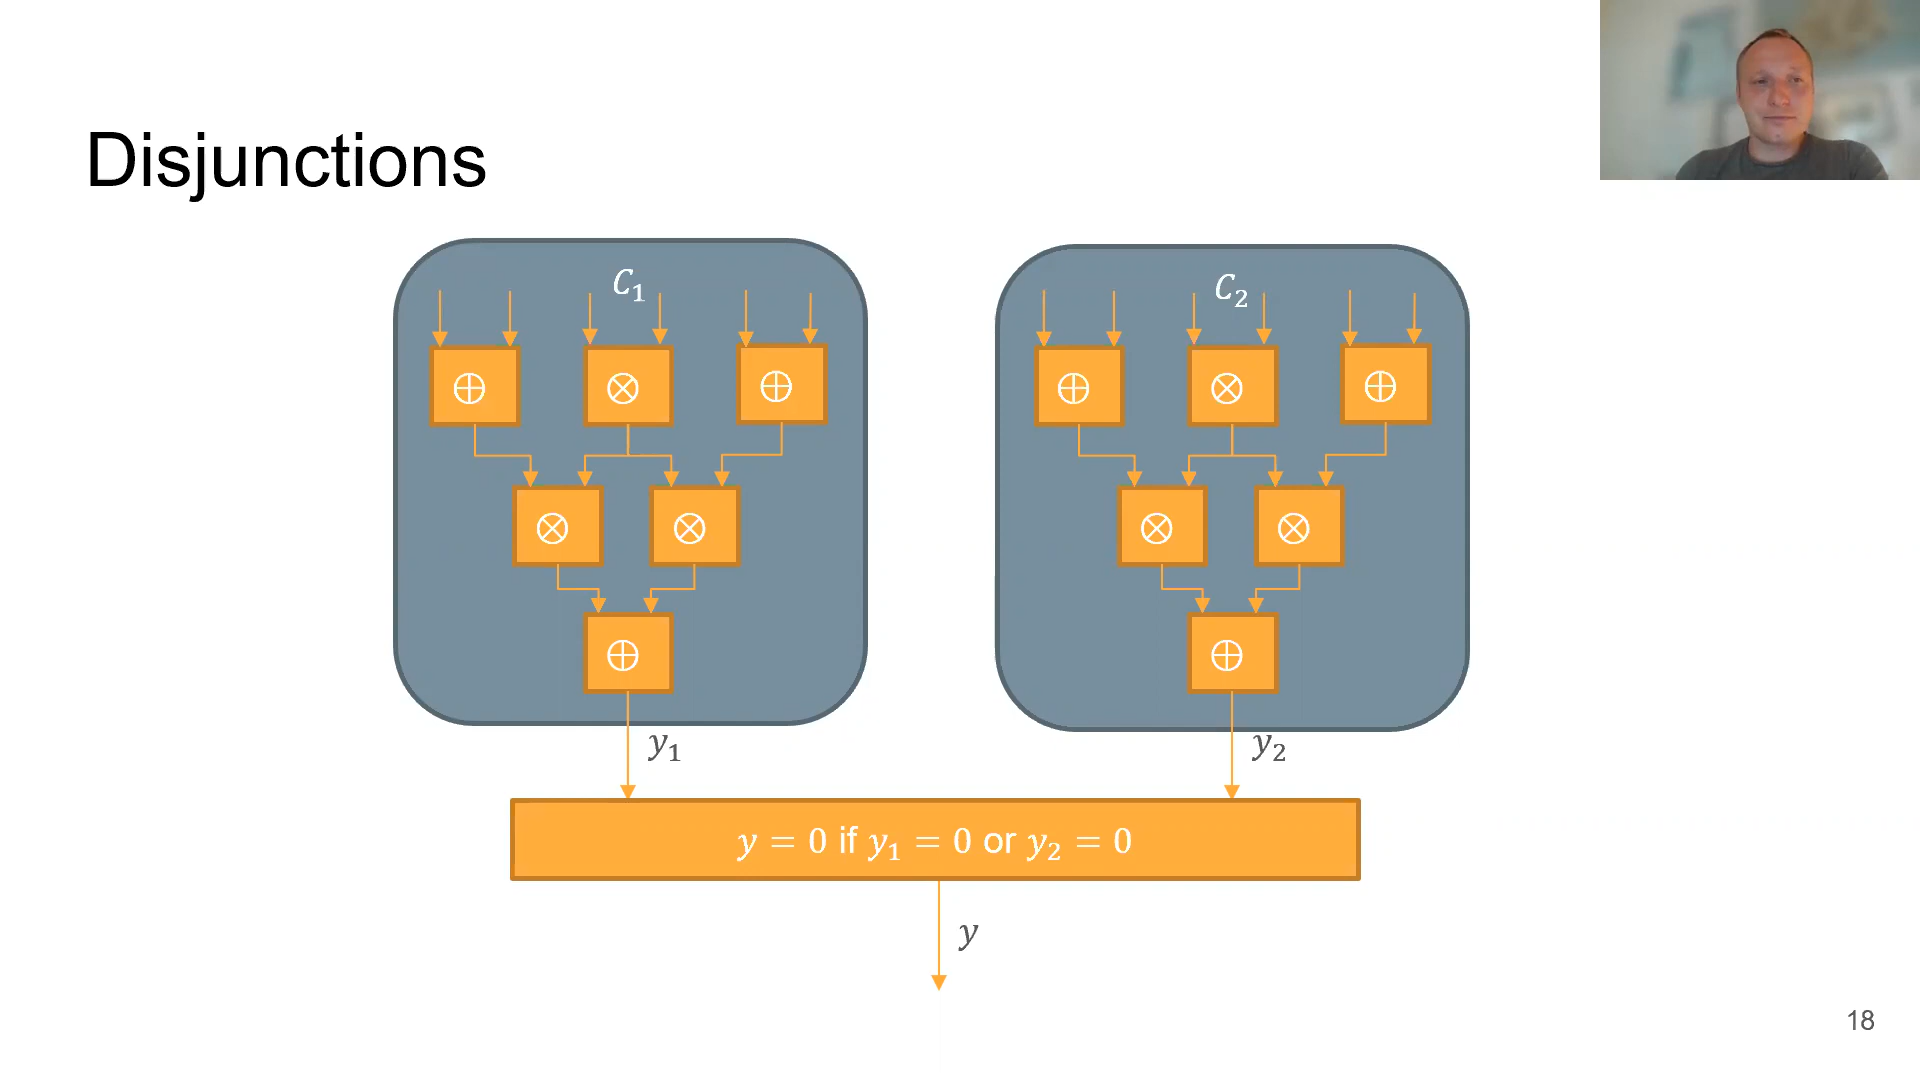 Disjunctions
C₁
C₂
⊕ ⊗ ⊕ ⊕ ⊗ ⊕
⊗ ⊗ ⊗ ⊗
⊕ ⊕
y₁ y₂
y = 0 if y₁ = 0 or y₂ = 0
y
18